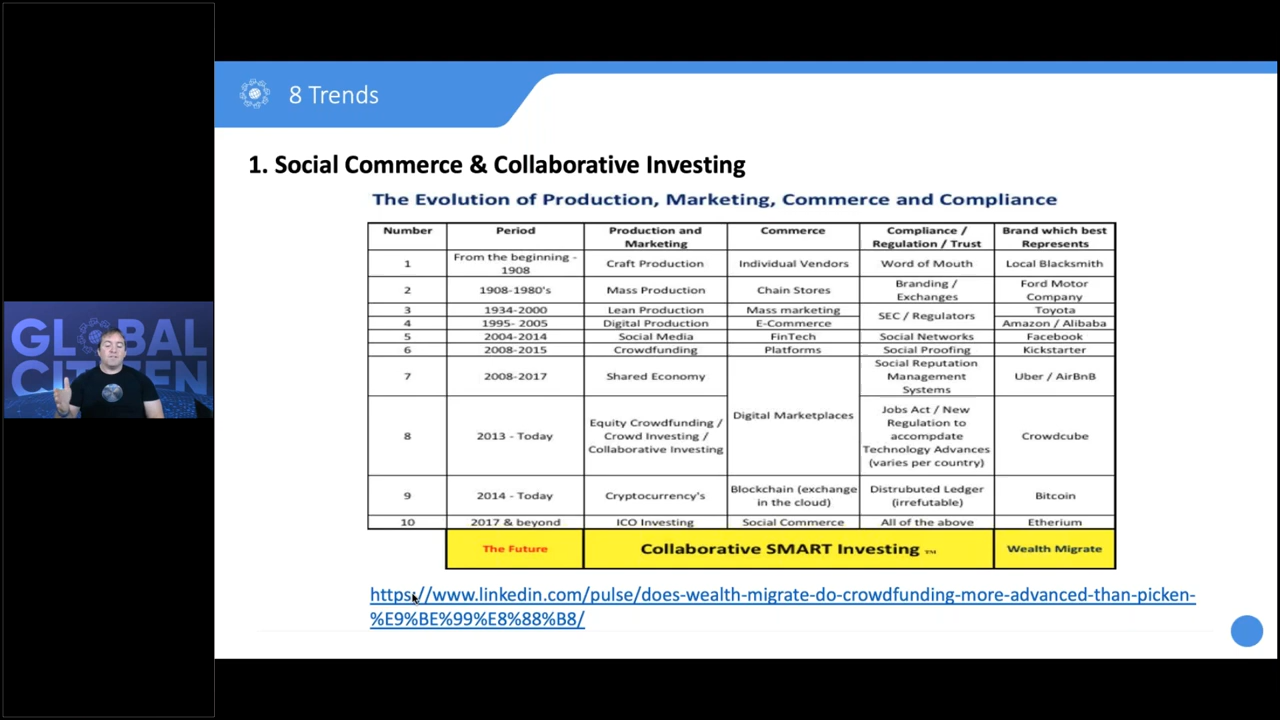 8 Trends
1. Social Commerce & Collaborative Investing
The Evolution of Production, Marketing, Commerce and Compliance
Number Period Production and Marketing Commerce Compliance / Regulation / Trust Brand which best Represents
1 From the beginning - 1908 Craft Production Individual Vendors Word of Mouth Local Blacksmith
2 1908-1980's Mass Production Chain Stores Branding / Exchanges Ford Motor Company
3 1934-2000 Lean Production Mass marketing SEC / Regulators Toyota
4 1995- 2005 Digital Production E-Commerce Amazon / Alibaba
5 2004-2014 Social Media FinTech Social Networks Facebook
6 2008-2015 Crowdfunding Platforms Social Proofing Kickstarter
7 2008-2017 Shared Economy Digital Marketplaces Social Reputation Management Systems Uber / AirBnB
8 2013 - Today Equity Crowdfunding / Crowd Investing / Collaborative Investing Jobs Act / New Regulation to accompdate Technology Advances (varies per country) Crowdcube
9 2014 - Today Cryptocurrency's Blockchain (exchange in the cloud) Distrubuted Ledger (irrefutable) Bitcoin
10 2017 & beyond ICO Investing Social Commerce All of the above Etherium
The Future Collaborative SMART Investing TM Wealth Migrate
https://www.linkedin.com/pulse/does-wealth-migrate-do-crowdfunding-more-advanced-than-picken-
%E9%BE%99%E8%88%B8/
GLOBAL
CITIZEN